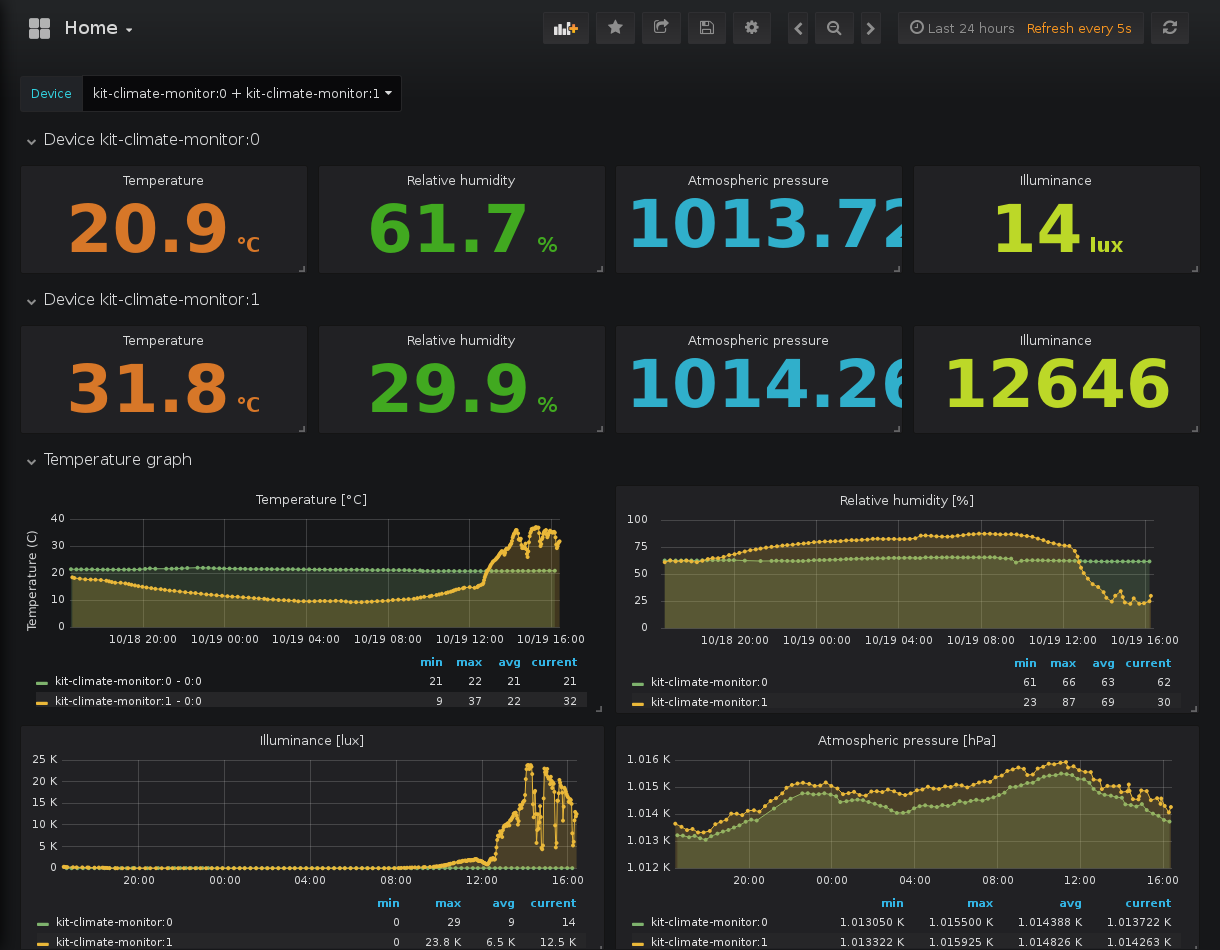 Home
Last 24 hours Refresh every 5s
Device kit-climate-monitor:0 + kit-climate-monitor:1
Device kit-climate-monitor:0
Temperature Relative humidity Atmospheric pressure Illuminance
20.9 °C 61.7 % 1013.72 14 lux
Device kit-climate-monitor:1
Temperature Relative humidity Atmospheric pressure Illuminance
31.8 °C 29.9 % 1014.26 12646
Temperature graph
Temperature [°C]
Temperature (C)
40
30
20
10
0
10/18 20:00 10/19 00:00 10/19 04:00 10/19 08:00 10/19 12:00 10/19 16:00
min max avg current
kit-climate-monitor:0 - 0:0 21 22 21 21
kit-climate-monitor:1 - 0:0 9 37 22 32
Relative humidity [%]
100
75
50
25
0
10/18 20:00 10/19 00:00 10/19 04:00 10/19 08:00 10/19 12:00 10/19 16:00
min max avg current
kit-climate-monitor:0 61 66 63 62
kit-climate-monitor:1 23 87 69 30
Illuminance [lux]
25 K
20 K
15 K
10 K
5 K
0
20:00 00:00 04:00 08:00 12:00 16:00
min max avg current
kit-climate-monitor:0 0 29 9 14
kit-climate-monitor:1 0 23.8 K 6.5 K 12.5 K
Atmospheric pressure [hPa]
1.016 K
1.015 K
1.014 K
1.013 K
1.012 K
20:00 00:00 04:00 08:00 12:00 16:00
min max avg current
kit-climate-monitor:0 1.013050 K 1.015500 K 1.014388 K 1.013722 K
kit-climate-monitor:1 1.013322 K 1.015925 K 1.014826 K 1.014263 K